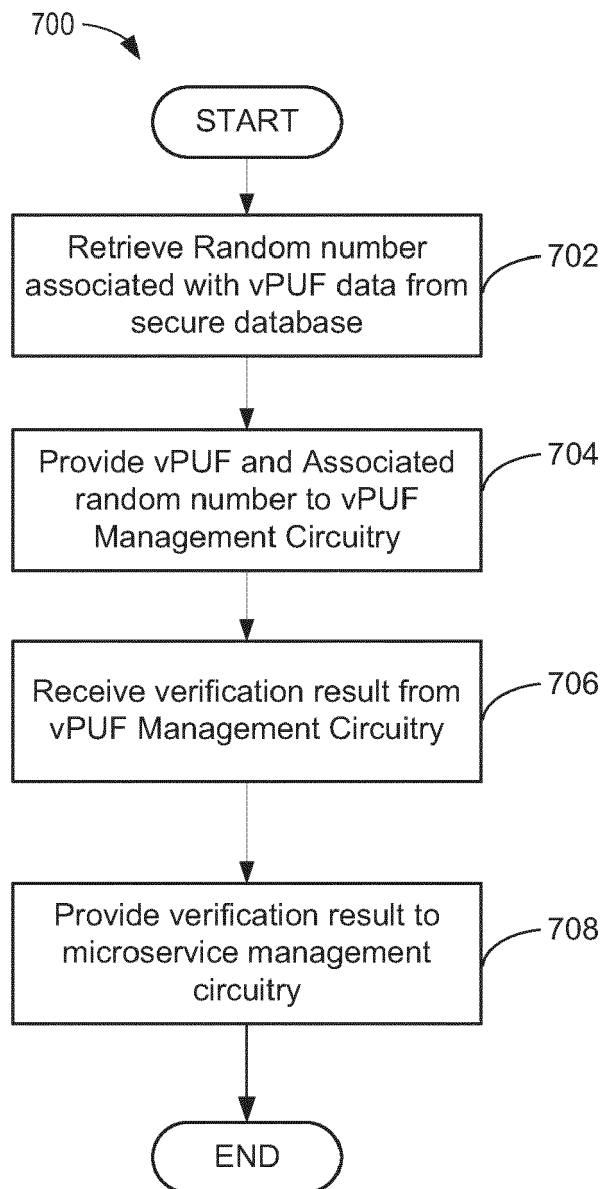 700
START
Retrieve Random number
associated with vPUF data from
secure database
702
Provide vPUF and Associated
random number to vPUF
Management Circuitry
704
Receive verification result from
vPUF Management Circuitry
706
Provide verification result to
microservice management
circuitry
708
END